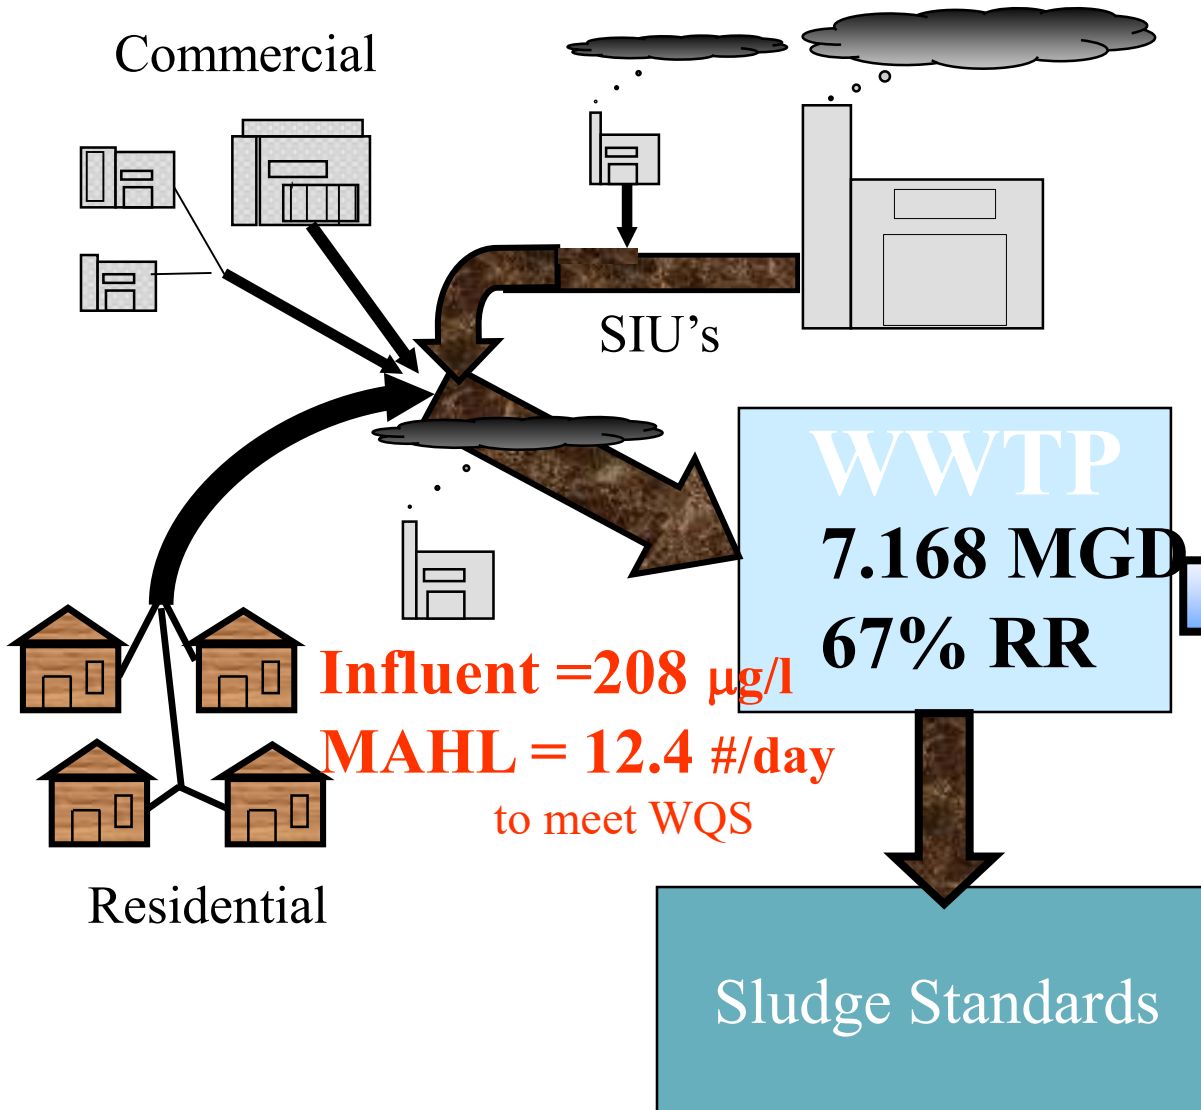 Commercial
SIU’s
WWTP
7.168 MGD
67% RR
Influent =208 μg/l
MAHL = 12.4 #/day
to meet WQS
Residential
Sludge Standards